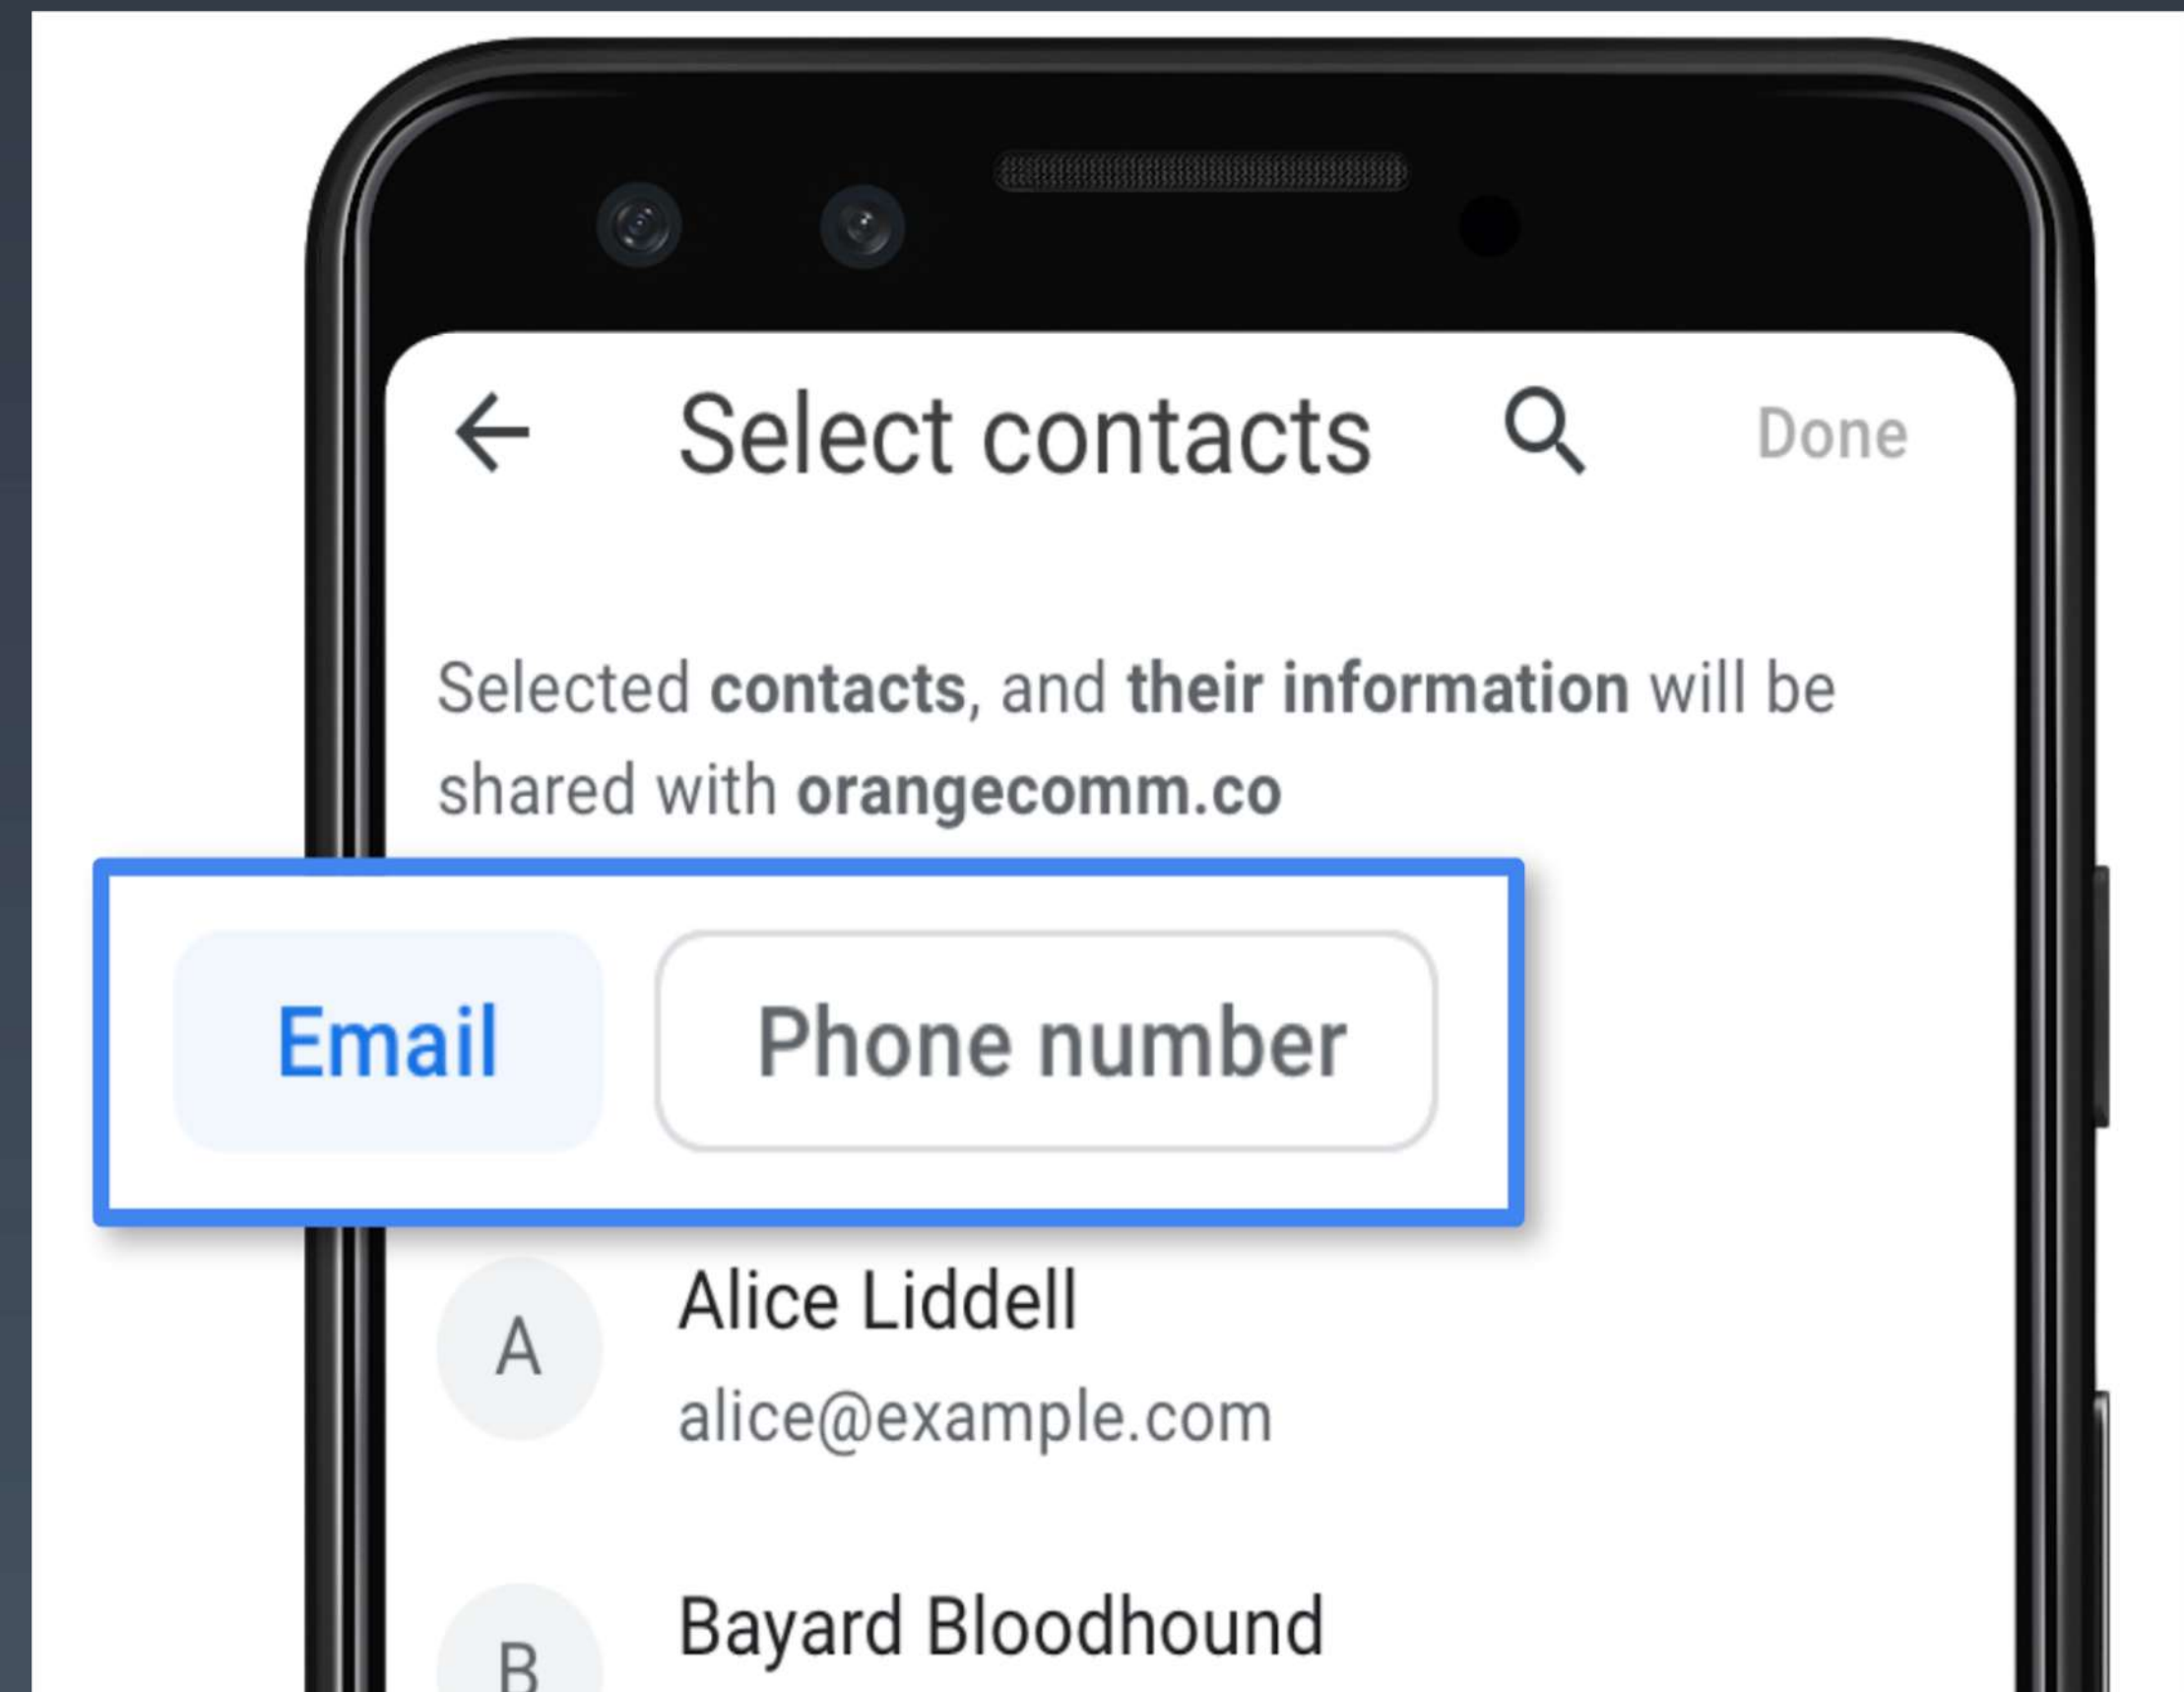 Select contacts
Done
Selected contacts, and their information will be
shared with orangecomm.co
Email
Phone number
A
Alice Liddell
alice@example.com
B
Bayard Bloodhound